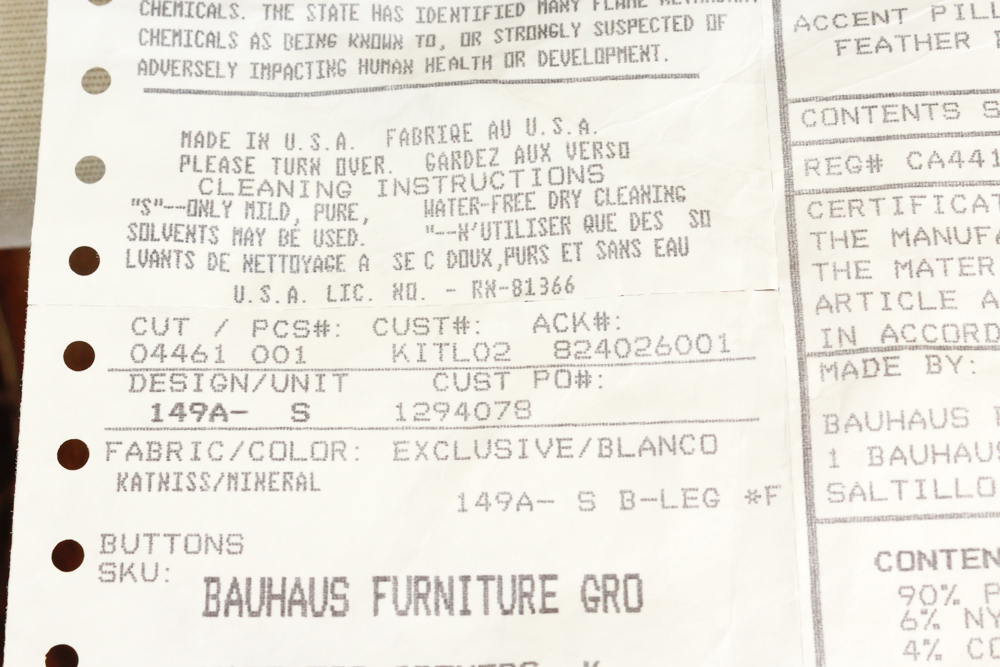 CHEMICALS. THE STATE HAS IDENTIFIED MANY FLAME
CHEMICALS AS BEING KNOWN TO, OR STRONGLY SUSPECTED OF
ADVERSELY IMPACTING HUMAN HEALTH OR DEVELOPMENT.
MADE IN U.S.A. FABRIQE AU U.S.A.
PLEASE TURN OVER. GARDEZ AUX VERSO
CLEANING INSTRUCTIONS
"S"--ONLY MILD, PURE, WATER-FREE DRY CLEANING
SOLVENTS MAY BE USED. "--N'UTILISER QUE DES SO
LVANTS DE NETTOYAGE A SE C DOUX,PURS ET SANS EAU
U.S.A. LIC. NO. - RN-81366
CUT / PCS#: CUST#: ACK#:
04461 001 KITL02 824026001
DESIGN/UNIT CUST PO#:
149A- S 1294078
FABRIC/COLOR: EXCLUSIVE/BLANCO
KATNISS/MINERAL
149A- S B-LEG *F
BUTTONS
SKU:
BAUHAUS FURNITURE GRO
ACCENT PILL
FEATHER
CONTENTS S
REG# CA441
CERTIFICAT
THE MANUFA
THE MATER
ARTICLE A
IN ACCORD
MADE BY:
BAUHAUS
1 BAUHAUS
SALTILLO
CONTEN
90% P
6% NY
4% CO